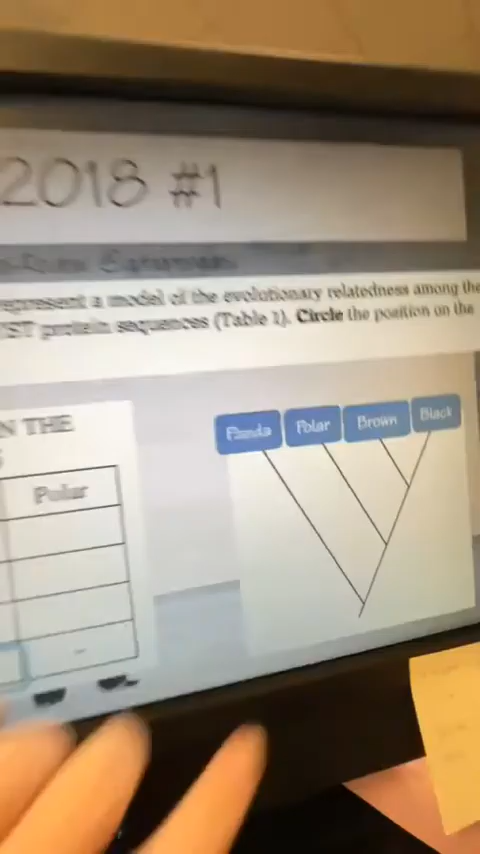 2018 #1
represent a model of the evolutionary relatedness among the
protein sequences (Table 1). Circle the position on the
N THE
Polar
Panda
Polar
Brown
Black